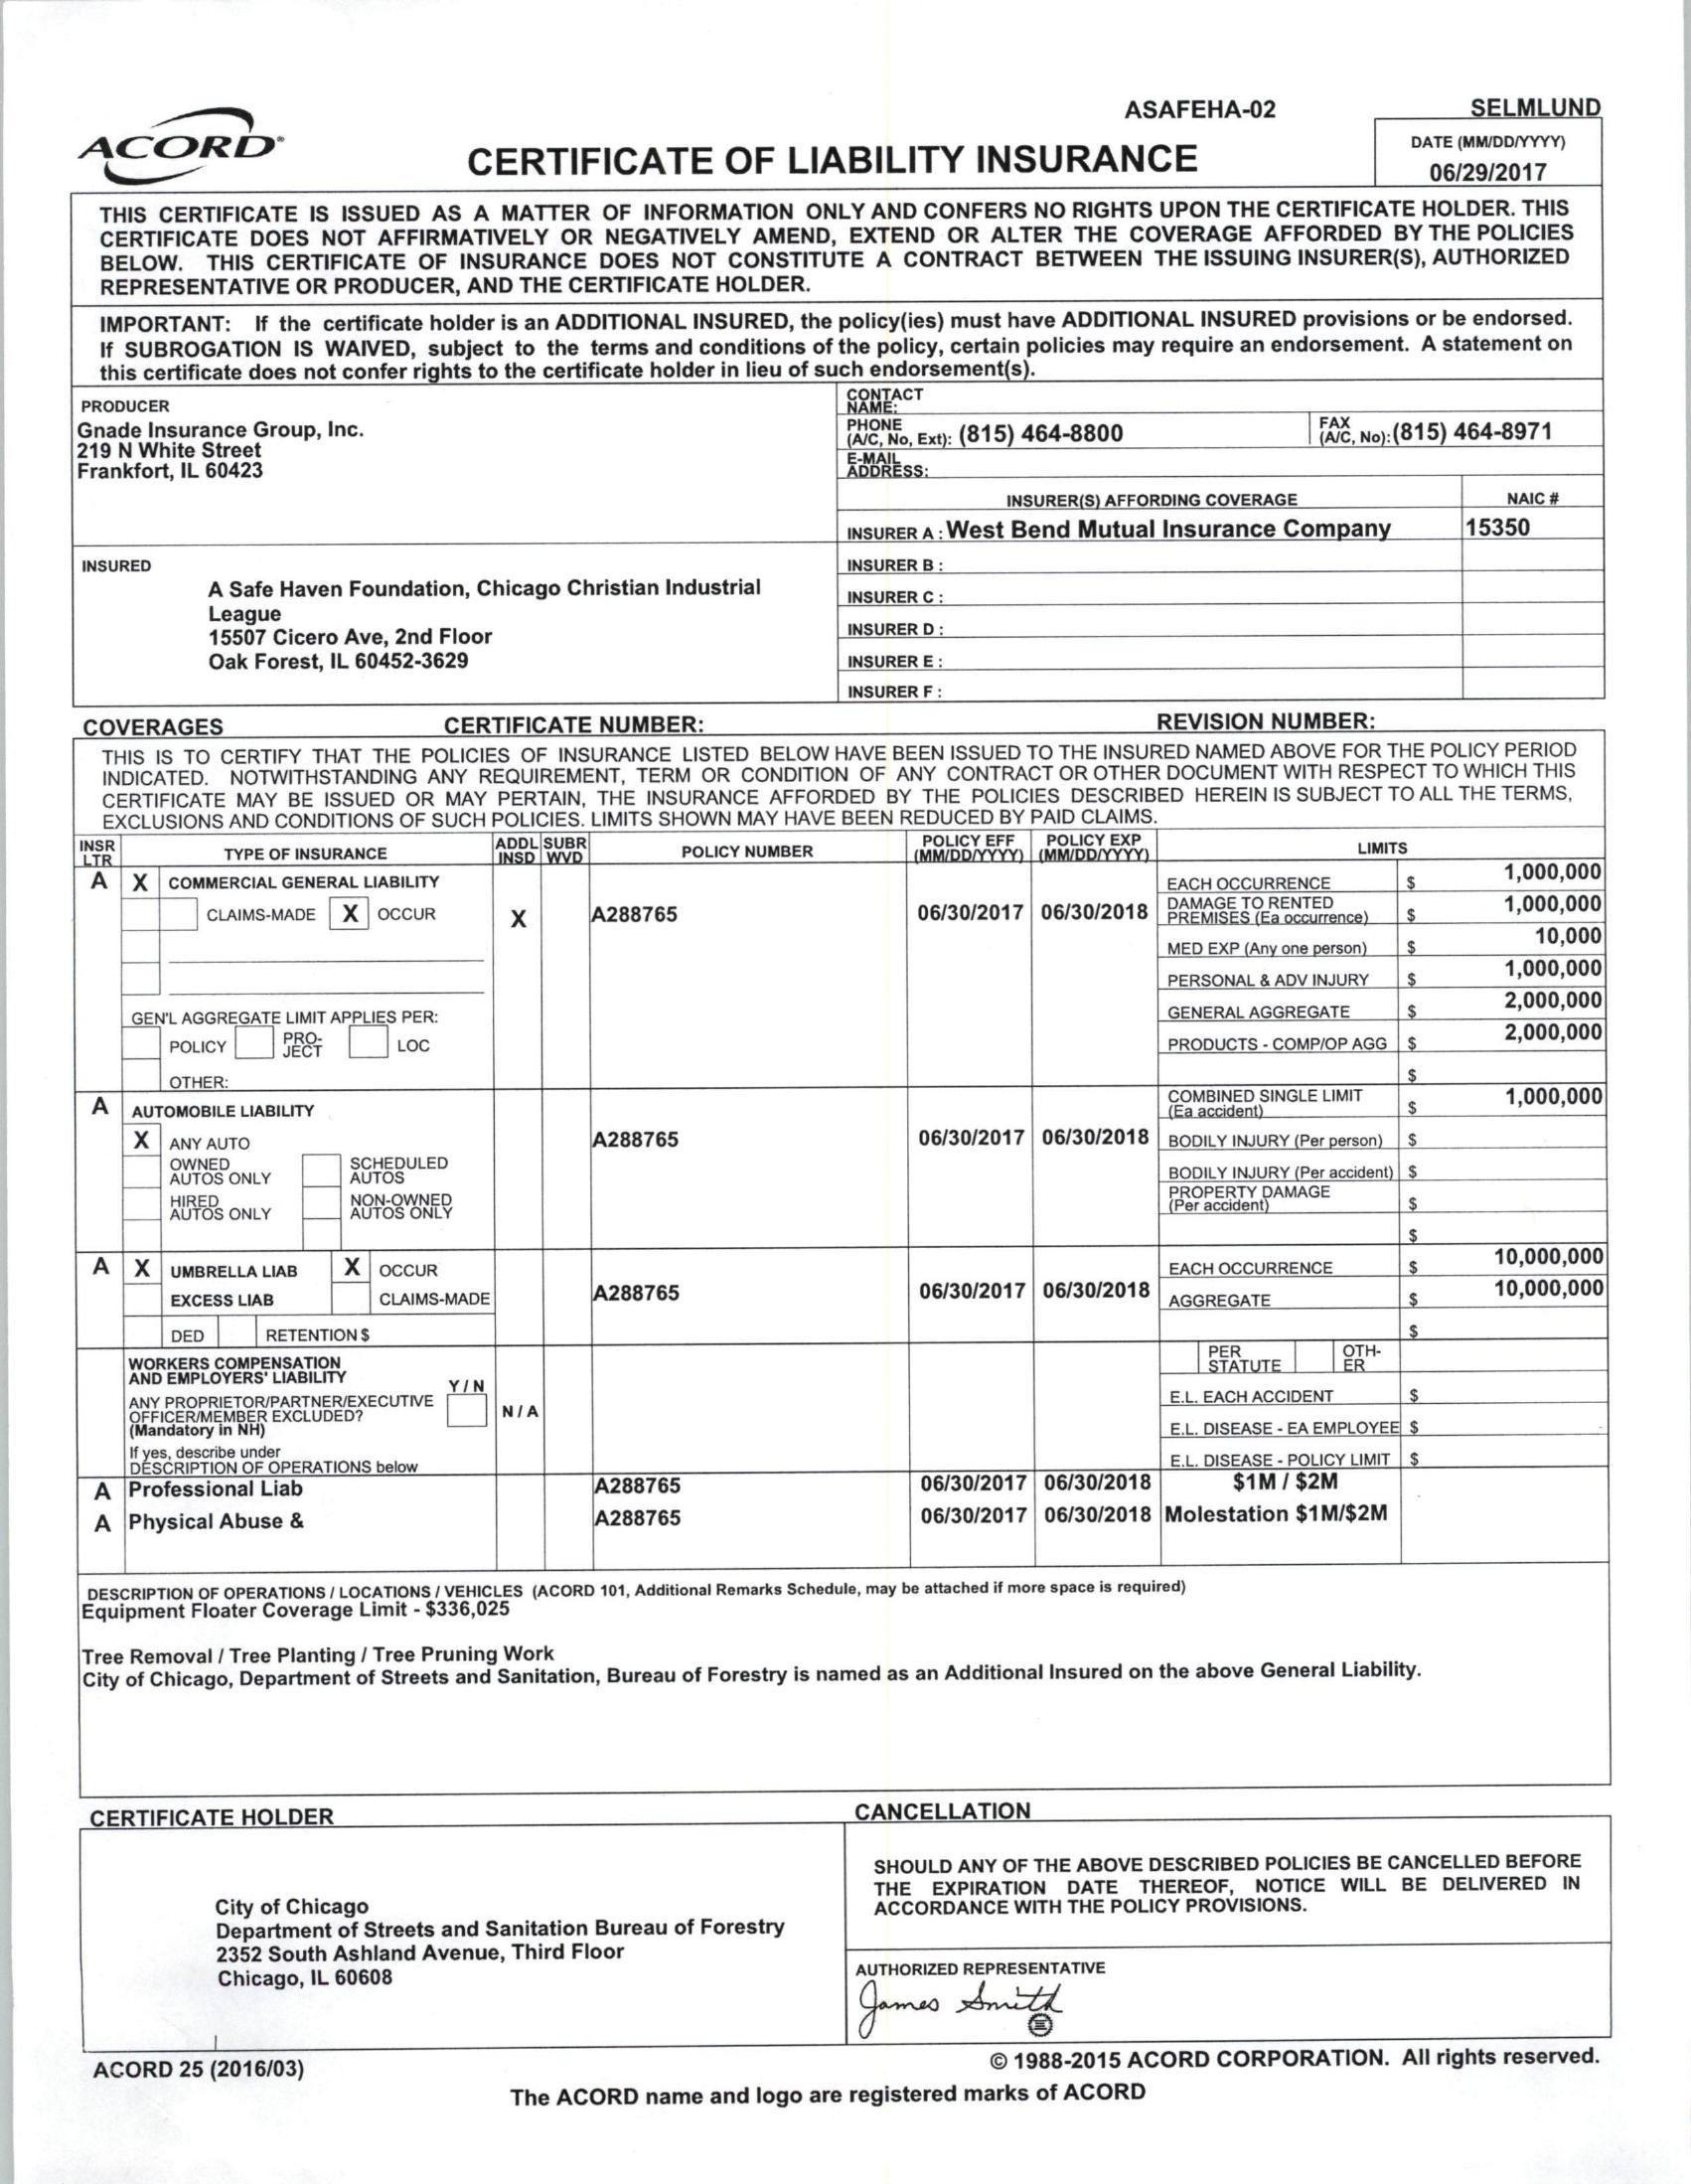 ASAFEHA-02 SELMLUND
ACORD®
CERTIFICATE OF LIABILITY INSURANCE
DATE (MM/DD/YYYY)
06/29/2017
THIS CERTIFICATE IS ISSUED AS A MATTER OF INFORMATION ONLY AND CONFERS NO RIGHTS UPON THE CERTIFICATE HOLDER. THIS
CERTIFICATE DOES NOT AFFIRMATIVELY OR NEGATIVELY AMEND, EXTEND OR ALTER THE COVERAGE AFFORDED BY THE POLICIES
BELOW. THIS CERTIFICATE OF INSURANCE DOES NOT CONSTITUTE A CONTRACT BETWEEN THE ISSUING INSURER(S), AUTHORIZED
REPRESENTATIVE OR PRODUCER, AND THE CERTIFICATE HOLDER.
IMPORTANT: If the certificate holder is an ADDITIONAL INSURED, the policy(ies) must have ADDITIONAL INSURED provisions or be endorsed.
If SUBROGATION IS WAIVED, subject to the terms and conditions of the policy, certain policies may require an endorsement. A statement on
this certificate does not confer rights to the certificate holder in lieu of such endorsement(s).
PRODUCER
Gnade Insurance Group, Inc.
219 N White Street
Frankfort, IL 60423
CONTACT
NAME:
PHONE
(A/C, No, Ext): (815) 464-8800
FAX
(A/C, No): (815) 464-8971
E-MAIL
ADDRESS:
INSURER(S) AFFORDING COVERAGE NAIC #
INSURER A : West Bend Mutual Insurance Company 15350
INSURED
A Safe Haven Foundation, Chicago Christian Industrial
League
15507 Cicero Ave, 2nd Floor
Oak Forest, IL 60452-3629
INSURER B :
INSURER C :
INSURER D :
INSURER E :
INSURER F :
COVERAGES CERTIFICATE NUMBER: REVISION NUMBER:
THIS IS TO CERTIFY THAT THE POLICIES OF INSURANCE LISTED BELOW HAVE BEEN ISSUED TO THE INSURED NAMED ABOVE FOR THE POLICY PERIOD
INDICATED. NOTWITHSTANDING ANY REQUIREMENT, TERM OR CONDITION OF ANY CONTRACT OR OTHER DOCUMENT WITH RESPECT TO WHICH THIS
CERTIFICATE MAY BE ISSUED OR MAY PERTAIN, THE INSURANCE AFFORDED BY THE POLICIES DESCRIBED HEREIN IS SUBJECT TO ALL THE TERMS,
EXCLUSIONS AND CONDITIONS OF SUCH POLICIES. LIMITS SHOWN MAY HAVE BEEN REDUCED BY PAID CLAIMS.
INSR LTR TYPE OF INSURANCE ADDL INSD SUBR WVD POLICY NUMBER POLICY EFF (MM/DD/YYYY) POLICY EXP (MM/DD/YYYY) LIMITS
A X COMMERCIAL GENERAL LIABILITY EACH OCCURRENCE $ 1,000,000
CLAIMS-MADE X OCCUR X A288765 06/30/2017 06/30/2018 DAMAGE TO RENTED PREMISES (Ea occurrence) $ 1,000,000
MED EXP (Any one person) $ 10,000
PERSONAL & ADV INJURY $ 1,000,000
GEN'L AGGREGATE LIMIT APPLIES PER: GENERAL AGGREGATE $ 2,000,000
POLICY PRO-JECT LOC PRODUCTS - COMP/OP AGG $ 2,000,000
OTHER: $
A AUTOMOBILE LIABILITY COMBINED SINGLE LIMIT (Ea accident) $ 1,000,000
X ANY AUTO A288765 06/30/2017 06/30/2018 BODILY INJURY (Per person) $
OWNED AUTOS ONLY SCHEDULED AUTOS BODILY INJURY (Per accident) $
HIRED AUTOS ONLY NON-OWNED AUTOS ONLY PROPERTY DAMAGE (Per accident) $
$
A X UMBRELLA LIAB X OCCUR EACH OCCURRENCE $ 10,000,000
EXCESS LIAB CLAIMS-MADE A288765 06/30/2017 06/30/2018 AGGREGATE $ 10,000,000
DED RETENTION $ $
WORKERS COMPENSATION PER STATUTE OTH-ER
AND EMPLOYERS' LIABILITY Y / N
ANY PROPRIETOR/PARTNER/EXECUTIVE E.L. EACH ACCIDENT $
OFFICER/MEMBER EXCLUDED? N / A
(Mandatory in NH) E.L. DISEASE - EA EMPLOYEE $
If yes, describe under
DESCRIPTION OF OPERATIONS below E.L. DISEASE - POLICY LIMIT $
A Professional Liab A288765 06/30/2017 06/30/2018 $1M / $2M
A Physical Abuse & A288765 06/30/2017 06/30/2018 Molestation $1M/$2M
DESCRIPTION OF OPERATIONS / LOCATIONS / VEHICLES (ACORD 101, Additional Remarks Schedule, may be attached if more space is required)
Equipment Floater Coverage Limit - $336,025
Tree Removal / Tree Planting / Tree Pruning Work
City of Chicago, Department of Streets and Sanitation, Bureau of Forestry is named as an Additional Insured on the above General Liability.
CERTIFICATE HOLDER
City of Chicago
Department of Streets and Sanitation Bureau of Forestry
2352 South Ashland Avenue, Third Floor
Chicago, IL 60608
CANCELLATION
SHOULD ANY OF THE ABOVE DESCRIBED POLICIES BE CANCELLED BEFORE
THE EXPIRATION DATE THEREOF, NOTICE WILL BE DELIVERED IN
ACCORDANCE WITH THE POLICY PROVISIONS.
AUTHORIZED REPRESENTATIVE
James Smith
ACORD 25 (2016/03)
© 1988-2015 ACORD CORPORATION. All rights reserved.
The ACORD name and logo are registered marks of ACORD